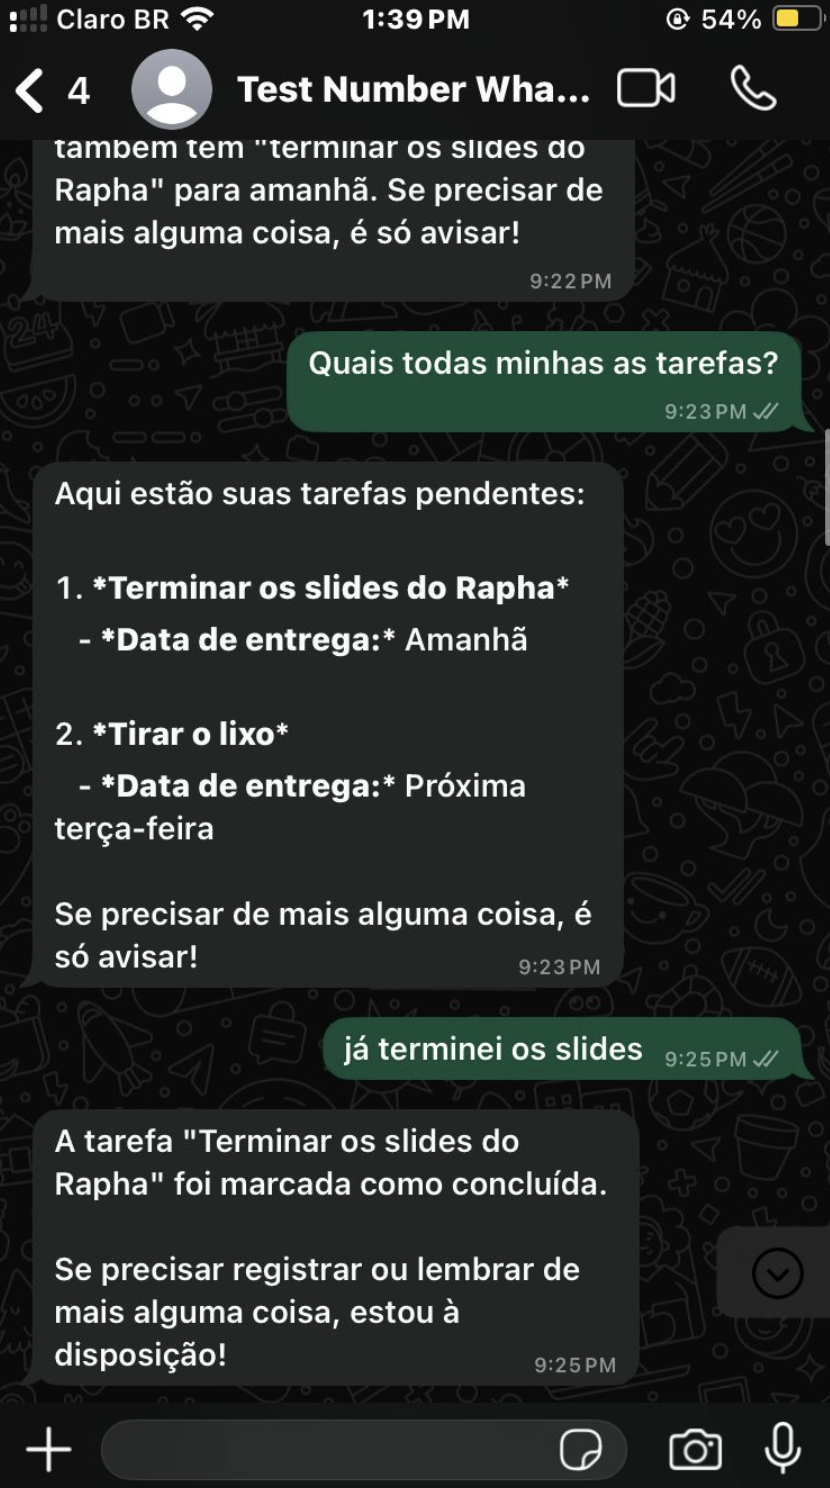 Claro BR 1:39 PM 54%
4 Test Number Wha...
também tem "terminar os slides do
Rapha" para amanhã. Se precisar de
mais alguma coisa, é só avisar!
9:22 PM
Quais todas minhas as tarefas?
9:23 PM
Aqui estão suas tarefas pendentes:
1. *Terminar os slides do Rapha*
- *Data de entrega:* Amanhã
2. *Tirar o lixo*
- *Data de entrega:* Próxima
terça-feira
Se precisar de mais alguma coisa, é
só avisar!
9:23 PM
já terminei os slides 9:25 PM
A tarefa "Terminar os slides do
Rapha" foi marcada como concluída.
Se precisar registrar ou lembrar de
mais alguma coisa, estou à
disposição!
9:25 PM